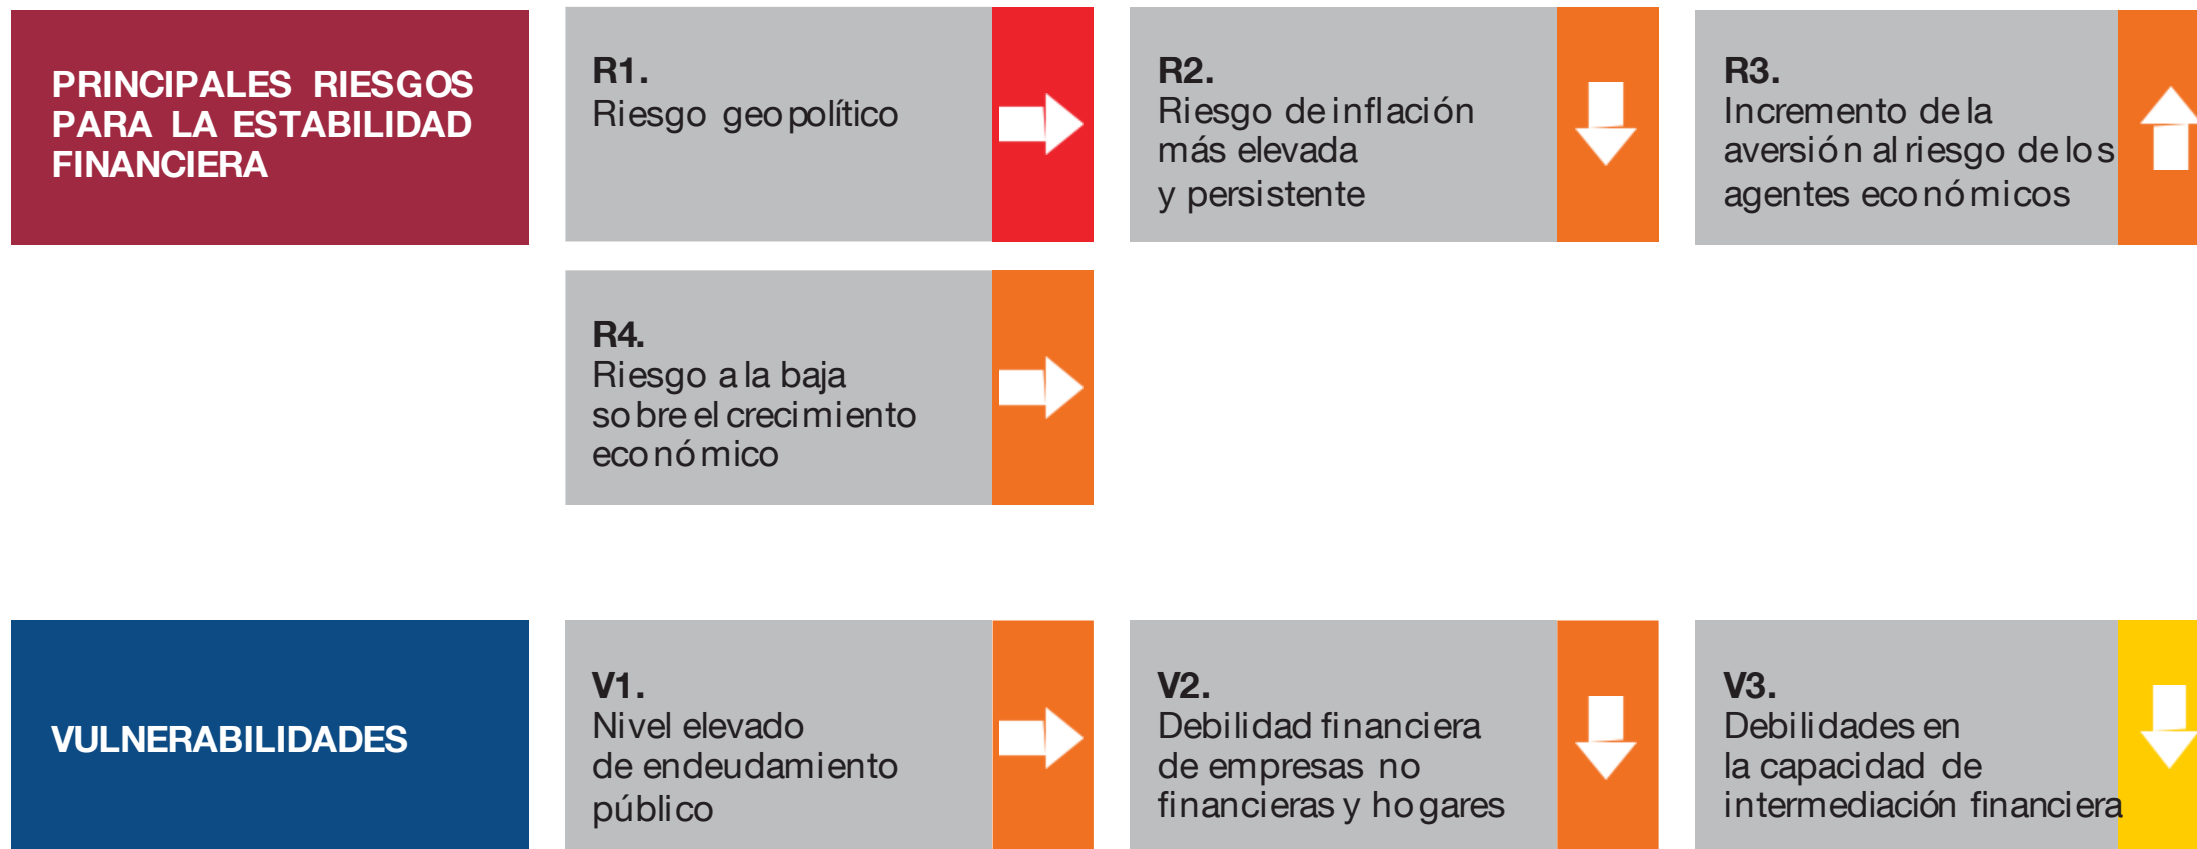 PRINCIPALES RIESGOS
PARA LA ESTABILIDAD
FINANCIERA
R1.
Riesgo geopolítico
R2.
Riesgo de inflación
más elevada
y persistente
R3.
Incremento de la
aversión al riesgo de los
agentes económicos
R4.
Riesgo a la baja
sobre el crecimiento
económico
VULNERABILIDADES
V1.
Nivel elevado
de endeudamiento
público
V2.
Debilidad financiera
de empresas no
financieras y hogares
V3.
Debilidades en
la capacidad de
intermediación financiera